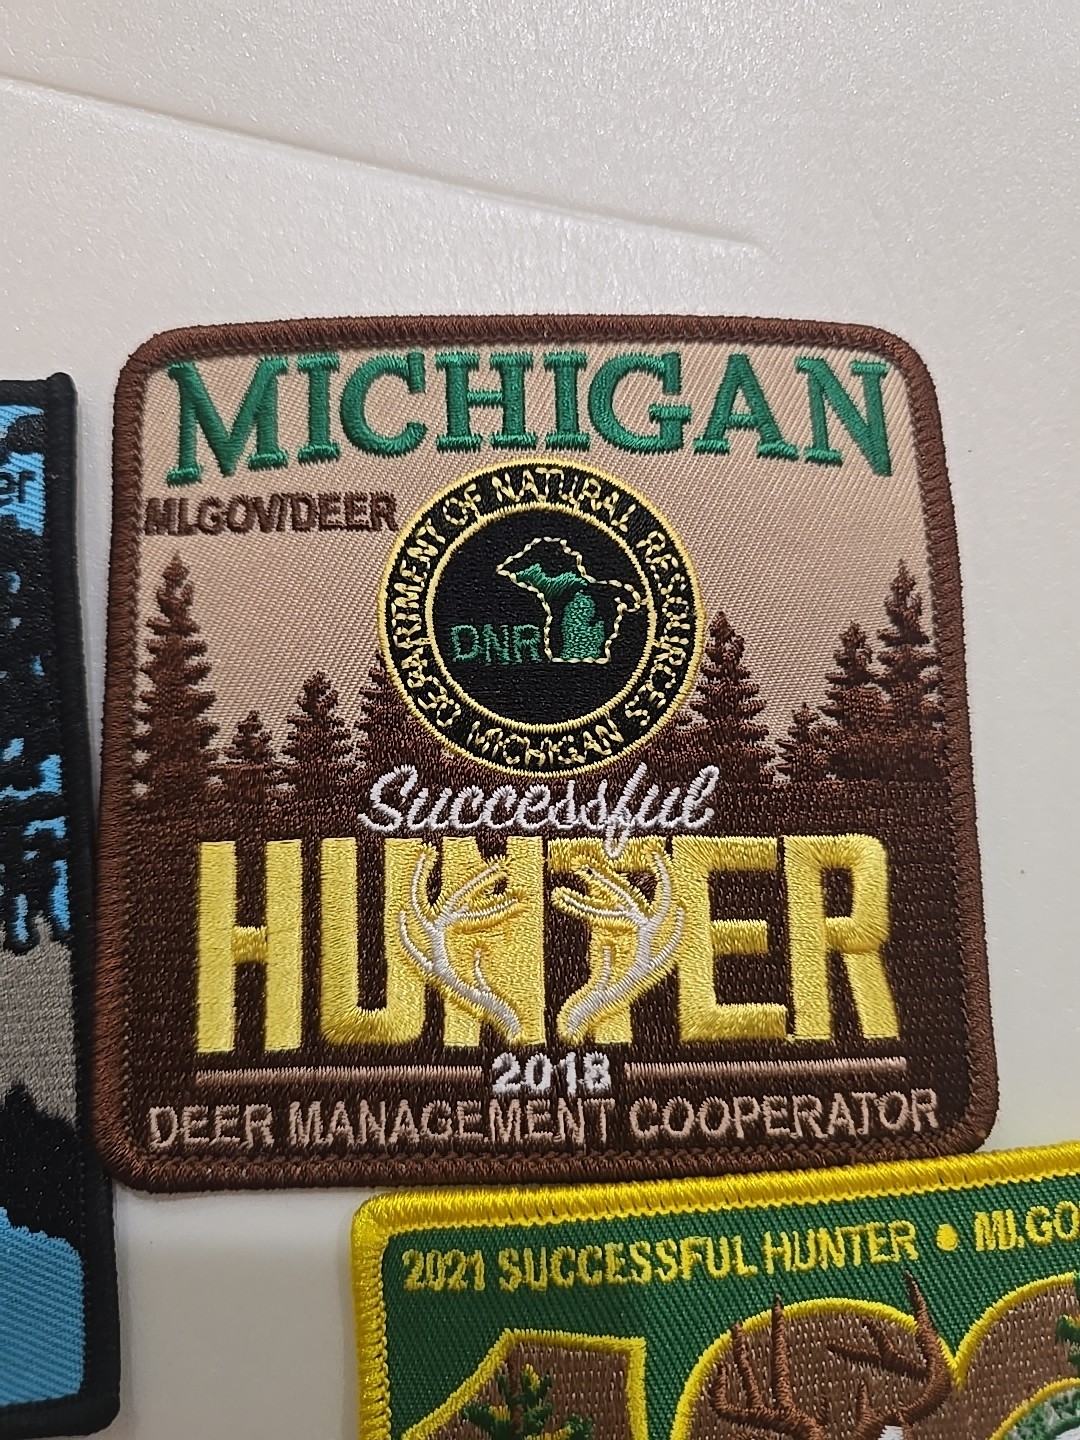 MICHIGAN
MI.GOV/DEER
DEPARTMENT OF NATURAL RESOURCES
DNR
MICHIGAN
Successful
HUNTER
2018
DEER MANAGEMENT COOPERATOR
er
2021 SUCCESSFUL HUNTER • MI.GO